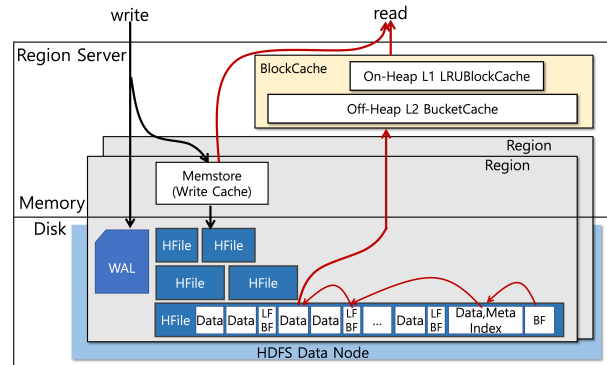 write
read
Region Server
BlockCache
On-Heap L1 LRUBlockCache
Off-Heap L2 BucketCache
Region
Region
Memstore
(Write Cache)
Memory
Disk
WAL
HFile
HFile
HFile
HFile
HFile
Data
Data
LF
BF
Data
Data
LF
BF
...
Data
LF
BF
Data,Meta
Index
BF
HDFS Data Node